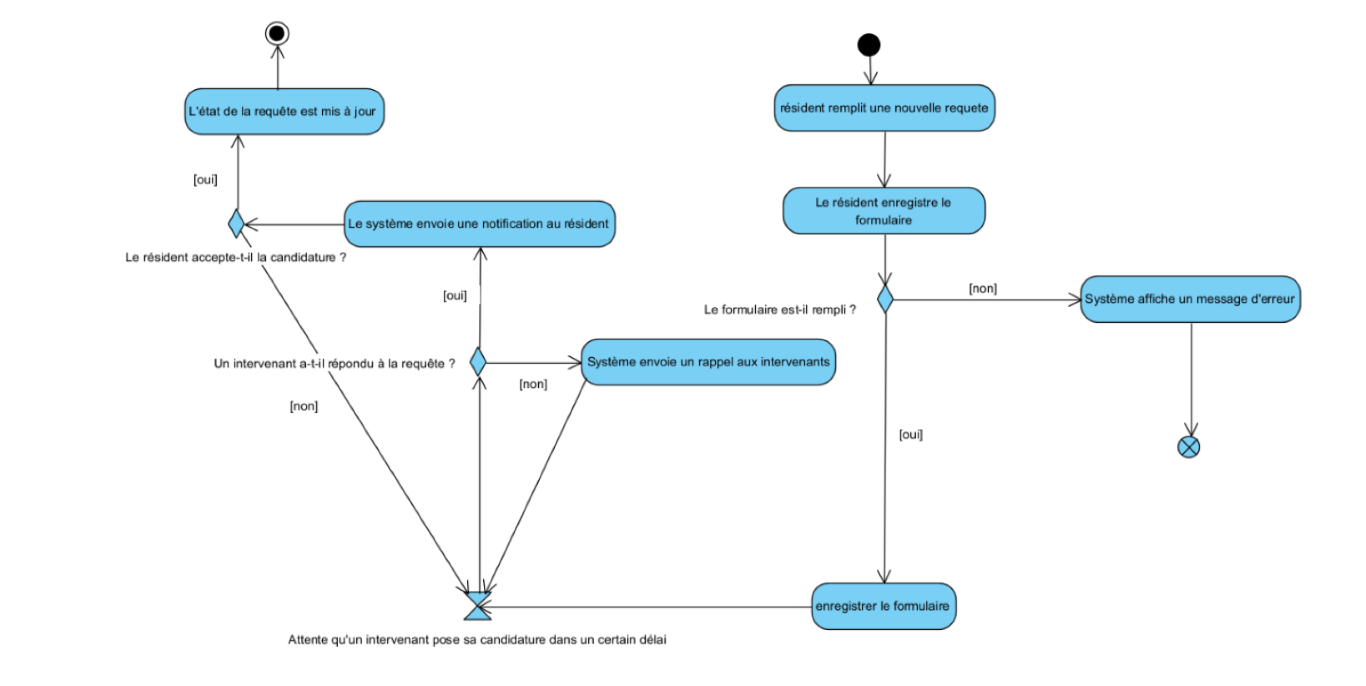 résident remplit une nouvelle requete
L'état de la requête est mis à jour
[oui]
Le résident enregistre le
formulaire
Le système envoie une notification au résident
Le résident accepte-t-il la candidature ?
[oui]
[non]
Système affiche un message d'erreur
Le formulaire est-il rempli ?
Un intervenant a-t-il répondu à la requête ?
Système envoie un rappel aux intervenants
[non]
[non]
[oui]
enregistrer le formulaire
Attente qu'un intervenant pose sa candidature dans un certain délai